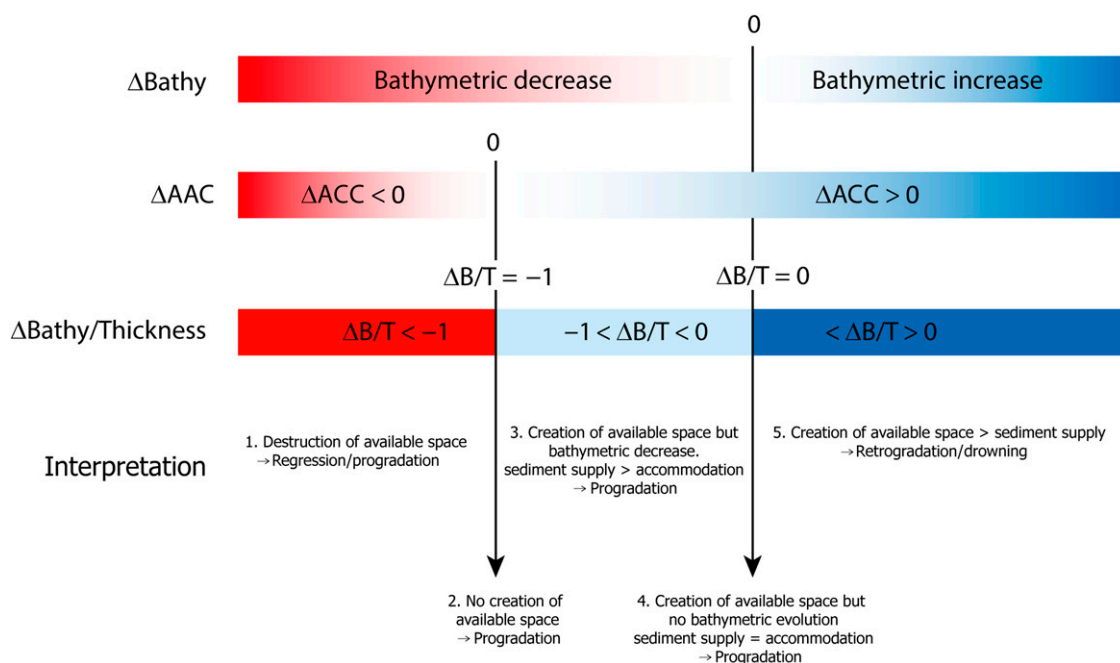 0
ΔBathy
Bathymetric decrease
Bathymetric increase
0
ΔAAC
ΔACC < 0
ΔACC > 0
ΔB/T = −1
ΔB/T = 0
ΔBathy/Thickness
ΔB/T < −1
−1 < ΔB/T < 0
< ΔB/T > 0
Interpretation
1. Destruction of available space
→ Regression/progradation
3. Creation of available space but
bathymetric decrease.
sediment supply > accommodation
→ Progradation
5. Creation of available space > sediment supply
→ Retrogradation/drowning
2. No creation of
available space
→ Progradation
4. Creation of available space but
no bathymetric evolution
sediment supply = accommodation
→ Progradation